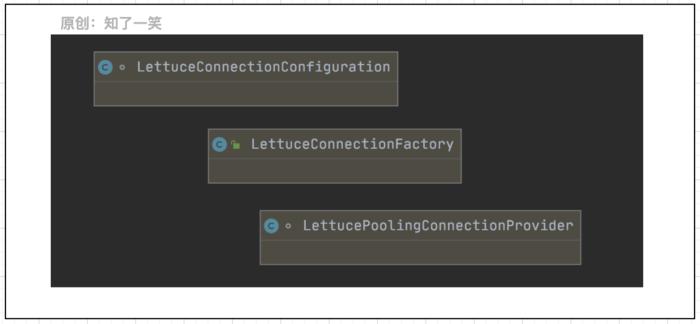 原创：知了一笑
LettuceConnectionConfiguration
LettuceConnectionFactory
LettucePoolingConnectionProvider